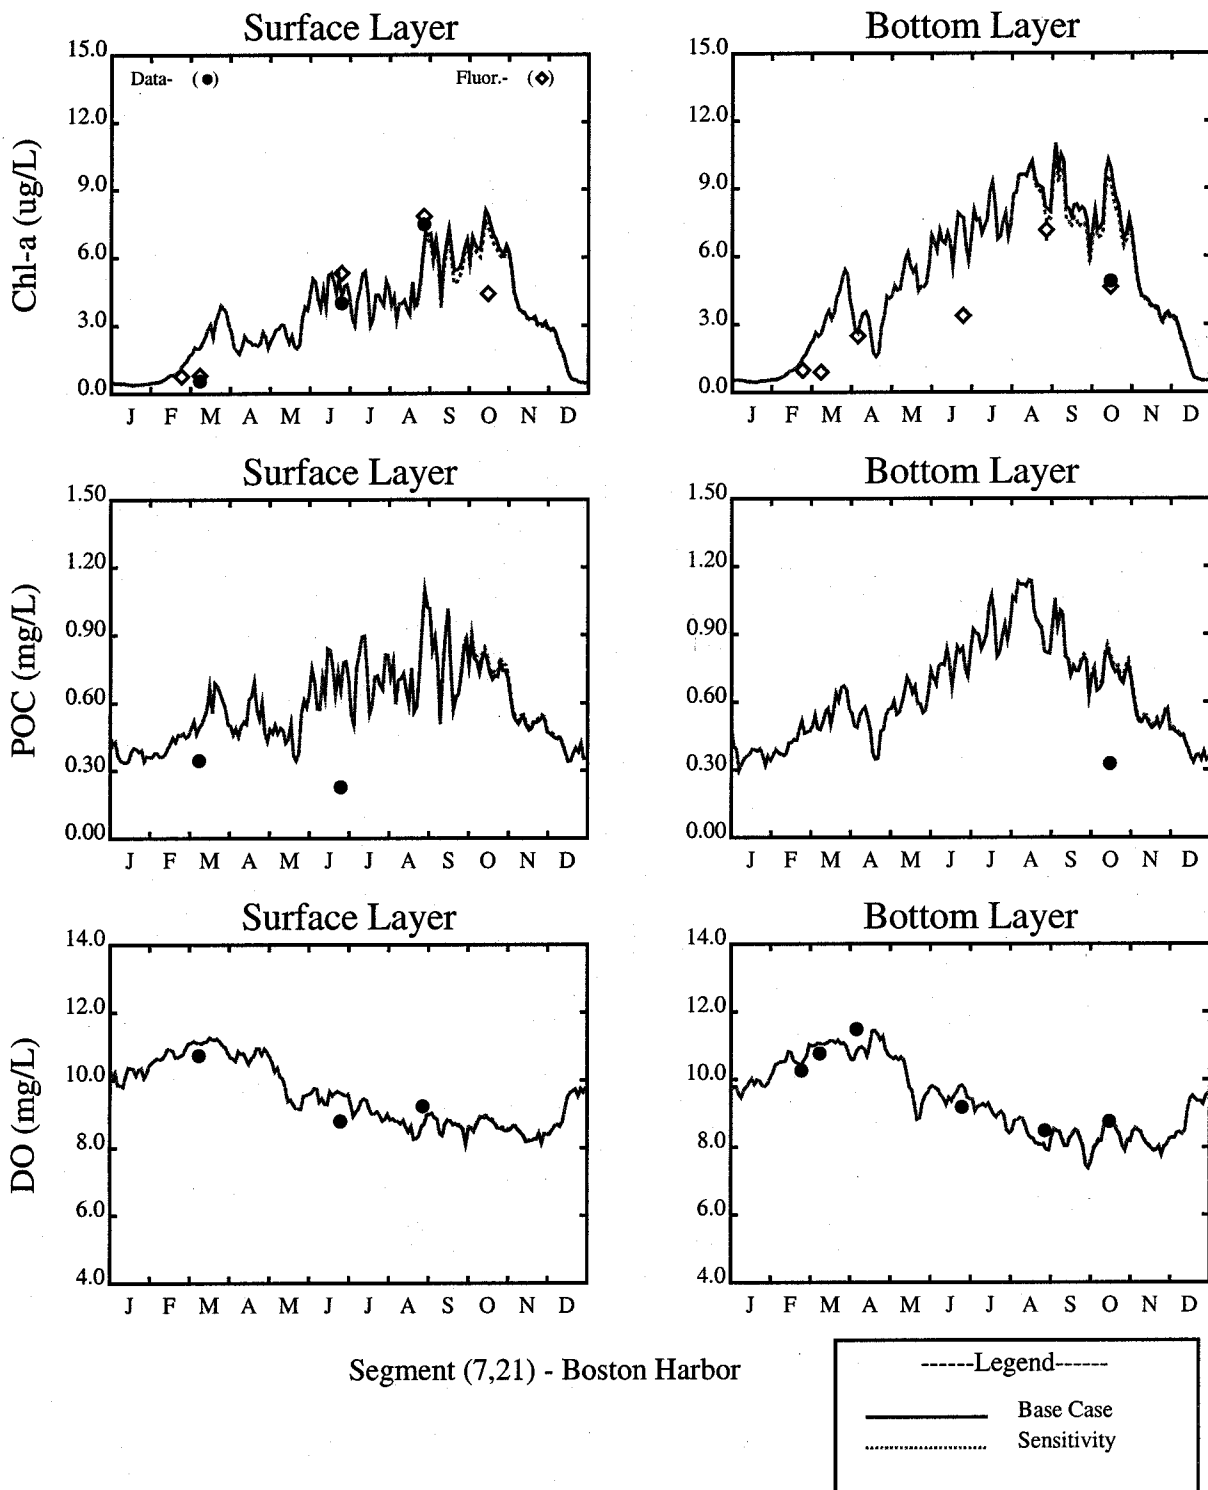 Surface Layer
Bottom Layer
Chl-a (ug/L)
15.0
12.0
9.0
6.0
3.0
0.0
Data- ( )
Fluor.- ( )
J F M A M J J A S O N D
15.0
12.0
9.0
6.0
3.0
0.0
J F M A M J J A S O N D
Surface Layer
Bottom Layer
POC (mg/L)
1.50
1.20
0.90
0.60
0.30
0.00
J F M A M J J A S O N D
1.50
1.20
0.90
0.60
0.30
0.00
J F M A M J J A S O N D
Surface Layer
Bottom Layer
DO (mg/L)
14.0
12.0
10.0
8.0
6.0
4.0
J F M A M J J A S O N D
14.0
12.0
10.0
8.0
6.0
4.0
J F M A M J J A S O N D
Segment (7,21) - Boston Harbor
------Legend------
Base Case
Sensitivity